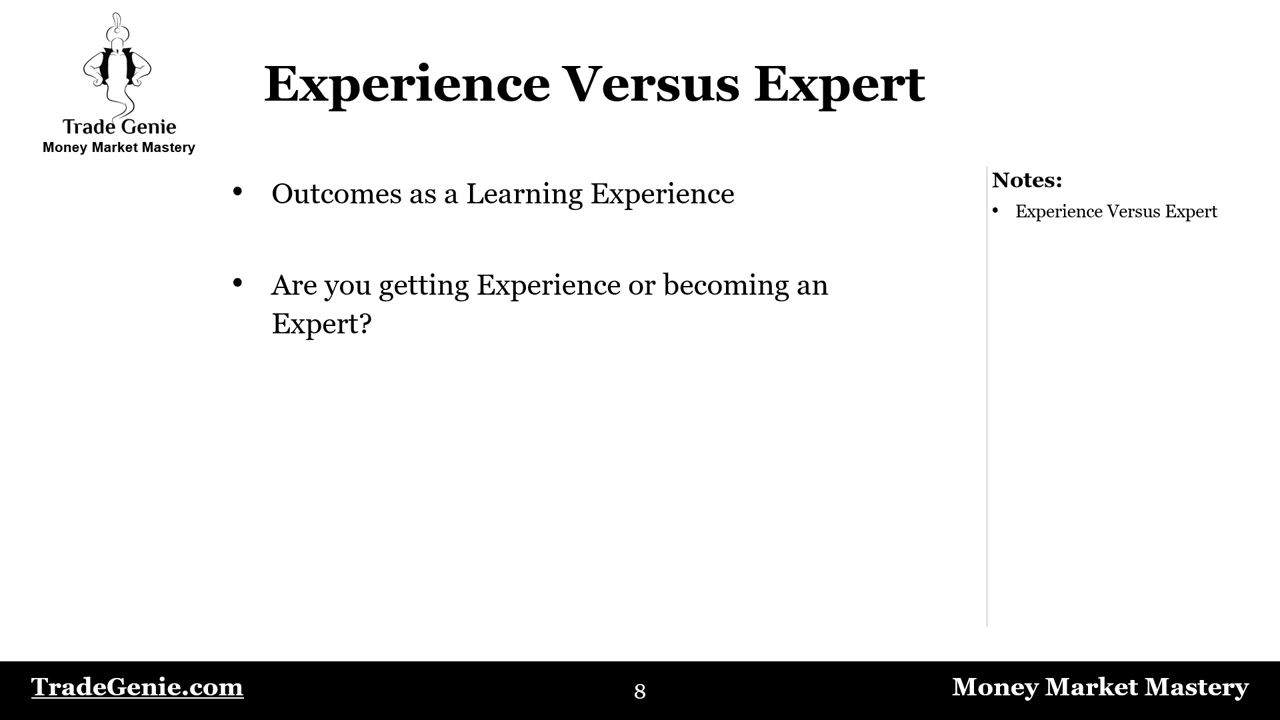 Trade Genie
Money Market Mastery
Experience Versus Expert
• Outcomes as a Learning Experience
• Are you getting Experience or becoming an
Expert?
Notes:
• Experience Versus Expert
TradeGenie.com
8
Money Market Mastery